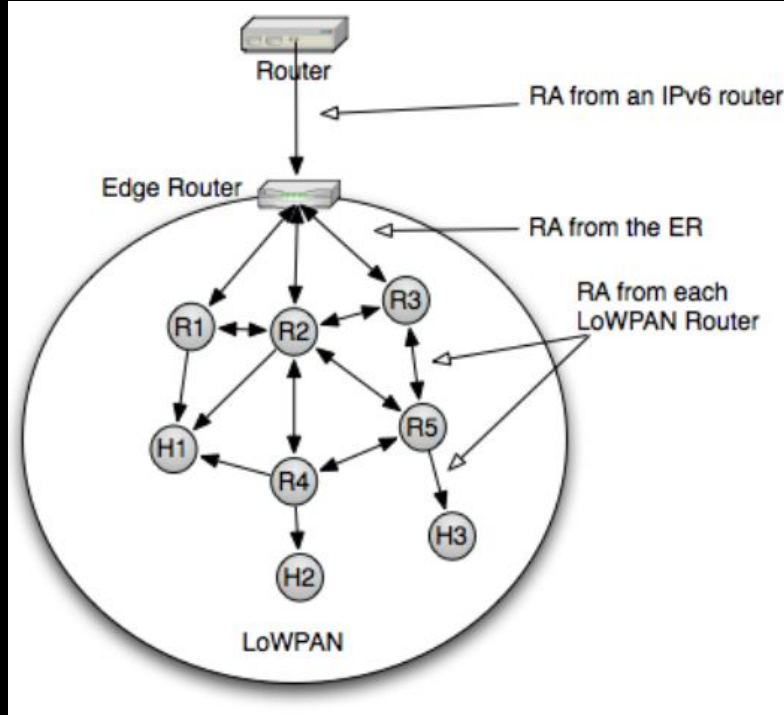 Router
RA from an IPv6 router
Edge Router
RA from the ER
R3
RA from each
LoWPAN Router
R1
R2
R5
H1
R4
H3
H2
LoWPAN